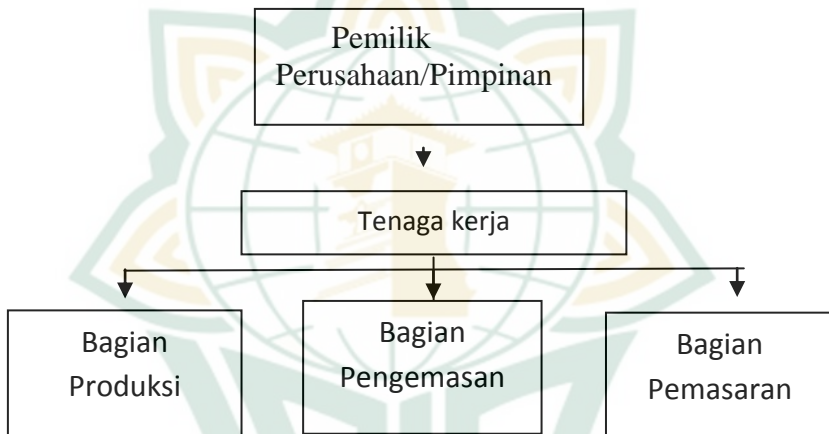 Pemilik
Perusahaan/Pimpinan
Tenaga kerja
Bagian
Produksi
Bagian
Pengemasan
Bagian
Pemasaran